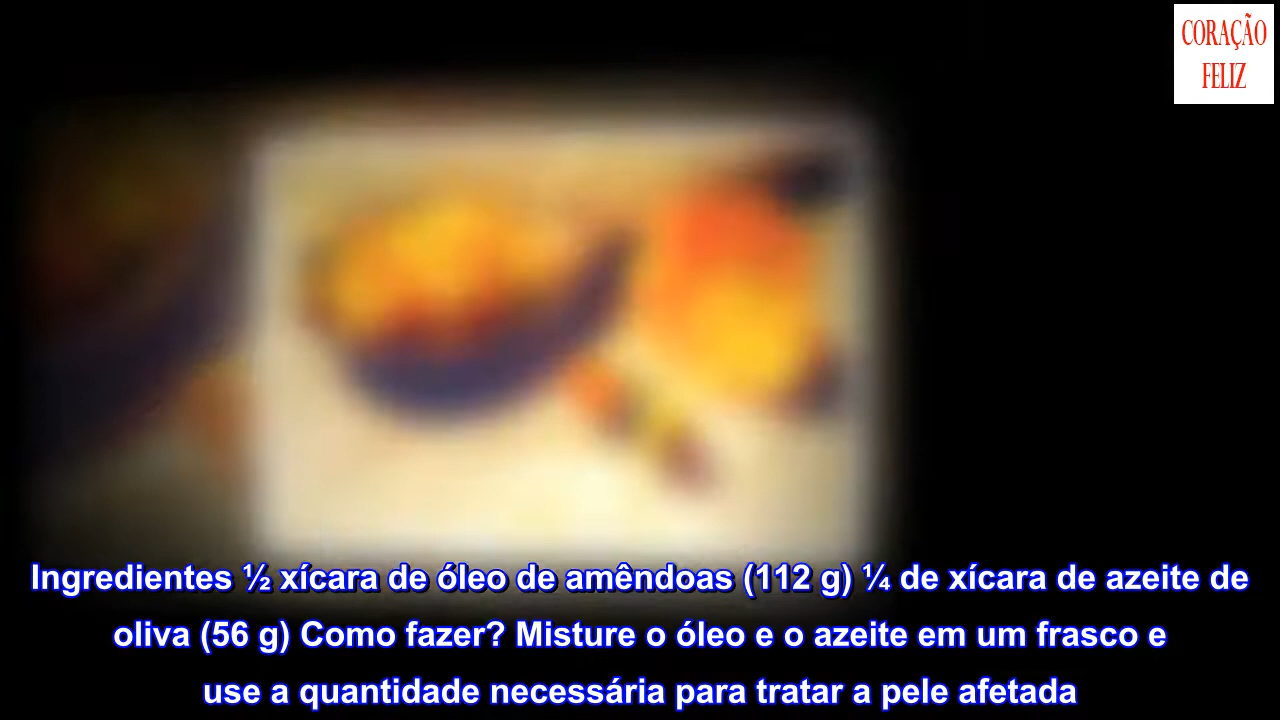 CORAÇÃO
FELIZ
Ingredientes ½ xícara de óleo de amêndoas (112 g) ¼ de xícara de azeite de
oliva (56 g) Como fazer? Misture o óleo e o azeite em um frasco e
use a quantidade necessária para tratar a pele afetada